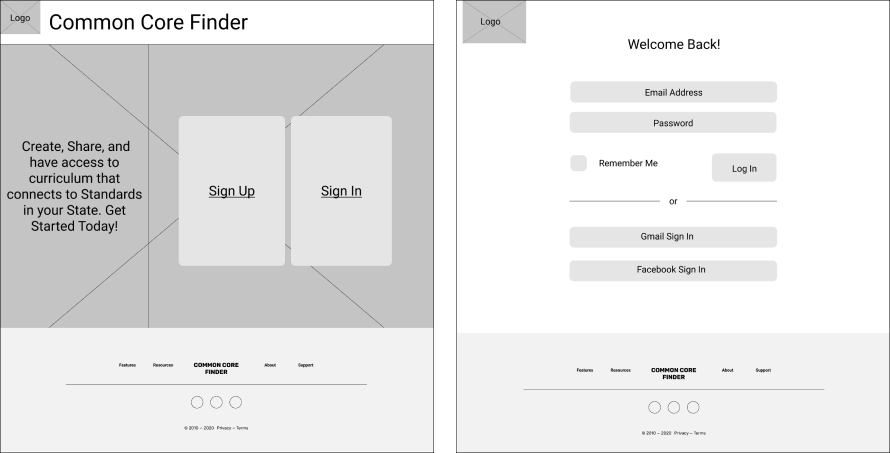 Logo
Common Core Finder
Create, Share, and
have access to
curriculum that
connects to Standards
in your State. Get
Started Today!
Sign Up
Sign In
Features
Resources
COMMON CORE
FINDER
About
Support
© 2010 — 2020 Privacy — Terms
Logo
Welcome Back!
Email Address
Password
Remember Me
Log In
or
Gmail Sign In
Facebook Sign In
Features
Resources
COMMON CORE
FINDER
About
Support
© 2010 — 2020 Privacy — Terms